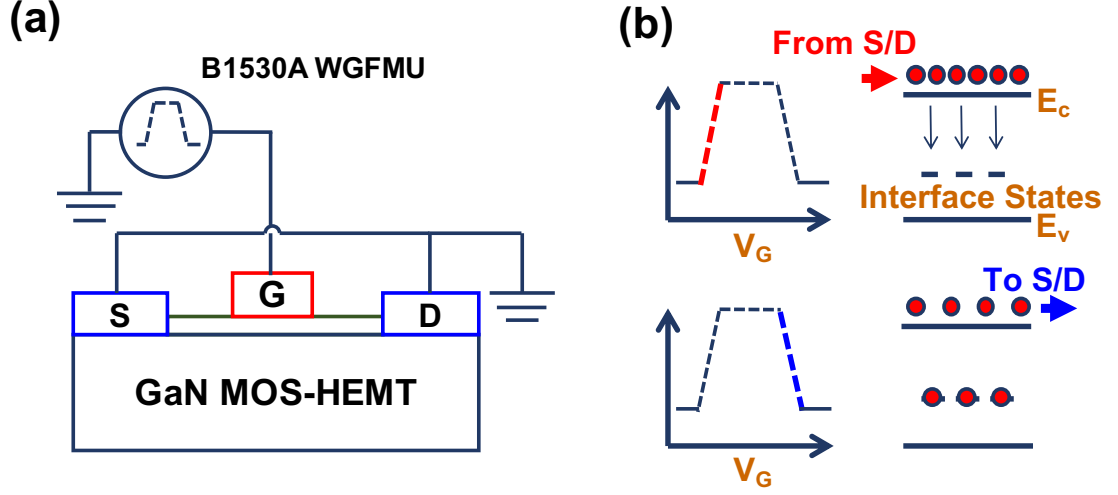 (a)
B1530A WGFMU
G
S
D
GaN MOS-HEMT
(b)
From S/D
Ec
Interface States
Ev
VG
To S/D
VG